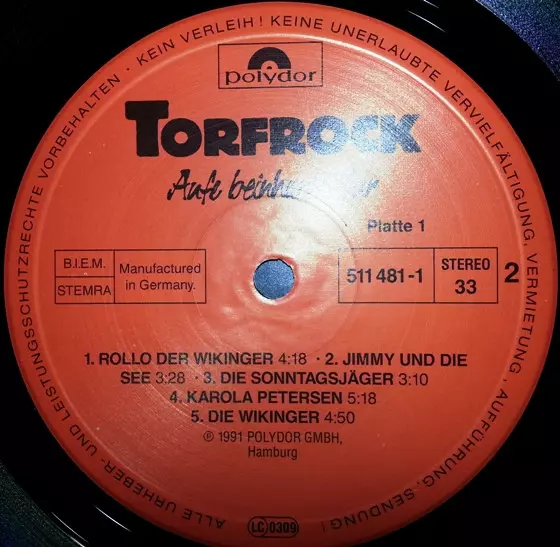 ALLE URHEBER- UND LEISTUNGSSCHUTZRECHTE VORBEHALTEN · KEIN VERLEIH! KEINE UNERLAUBTE VERVIELFÄLTIGUNG, VERMIETUNG, AUFFÜHRUNG, SENDUNG!
polydor
TORFROCK
Aufe
Platte 1
B.I.E.M.
STEMRA
Manufactured
in Germany.
511 481-1
STEREO
33
2
1. ROLLO DER WIKINGER 4:18 · 2. JIMMY UND DIE
SEE 3:28 · 3. DIE SONNTAGSJÄGER 3:10
4. KAROLA PETERSEN 5:18
5. DIE WIKINGER 4:50
℗ 1991 POLYDOR GMBH,
Hamburg
LC 0309